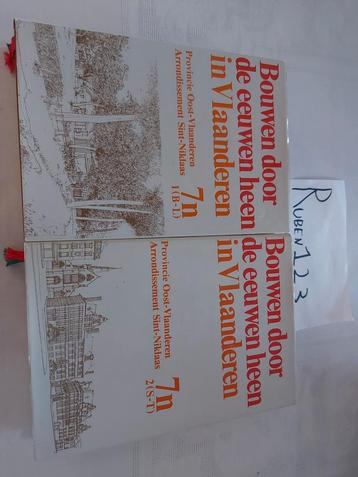 Bouwen door
de eeuwen heen
in Vlaanderen
Provincie Oost-Vlaanderen
Arrondissement Sint-Niklaas
7n
1 (B-L)
Bouwen door
de eeuwen heen
in Vlaanderen
Provincie Oost-Vlaanderen
Arrondissement Sint-Niklaas
7n
2 (S-T)
RUBEN123